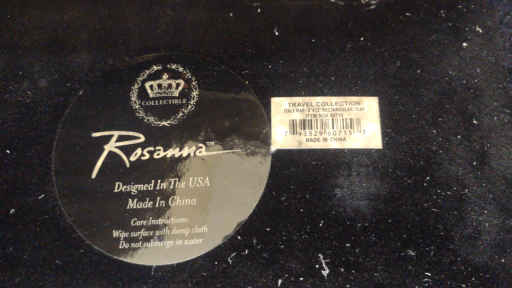 COLLECTIBLE
Rosanna
Designed In The USA
Made In China
Care Instructions:
Wipe surface with damp cloth
Do not submerge in water
TRAVEL COLLECTION
RECTANGULAR
MADE IN CHINA